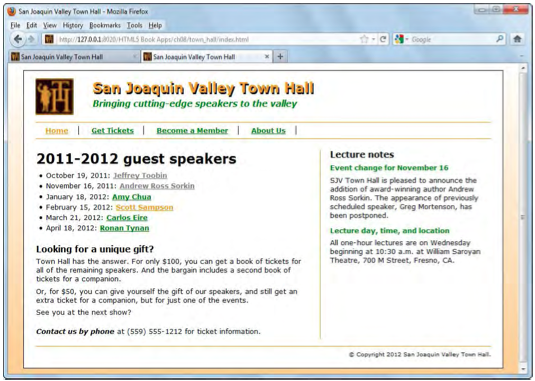 San Joaquin Valley Town Hall - Mozilla Firefox
File Edit View History Bookmarks Tools Help
http://127.0.0.1:8020/HTML5 Book Apps/ch08/town_hall/index.html
Google
San Joaquin Valley Town Hall
San Joaquin Valley Town Hall
TH
San Joaquin Valley Town Hall
Bringing cutting-edge speakers to the valley
Home | Get Tickets | Become a Member | About Us |
2011-2012 guest speakers
• October 19, 2011: Jeffrey Toobin
• November 16, 2011: Andrew Ross Sorkin
• January 18, 2012: Amy Chua
• February 15, 2012: Scott Sampson
• March 21, 2012: Carlos Eire
• April 18, 2012: Ronan Tynan
Looking for a unique gift?
Town Hall has the answer. For only $100, you can get a book of tickets for
all of the remaining speakers. And the bargain includes a second book of
tickets for a companion.
Or, for $50, you can give yourself the gift of our speakers, and still get an
extra ticket for a companion, but for just one of the events.
See you at the next show?
Contact us by phone at (559) 555-1212 for ticket information.
Lecture notes
Event change for November 16
SJV Town Hall is pleased to announce the
addition of award-winning author Andrew
Ross Sorkin. The appearance of previously
scheduled speaker, Greg Mortenson, has
been postponed.
Lecture day, time, and location
All one-hour lectures are on Wednesday
beginning at 10:30 a.m. at William Saroyan
Theatre, 700 M Street, Fresno, CA.
© Copyright 2012 San Joaquin Valley Town Hall.